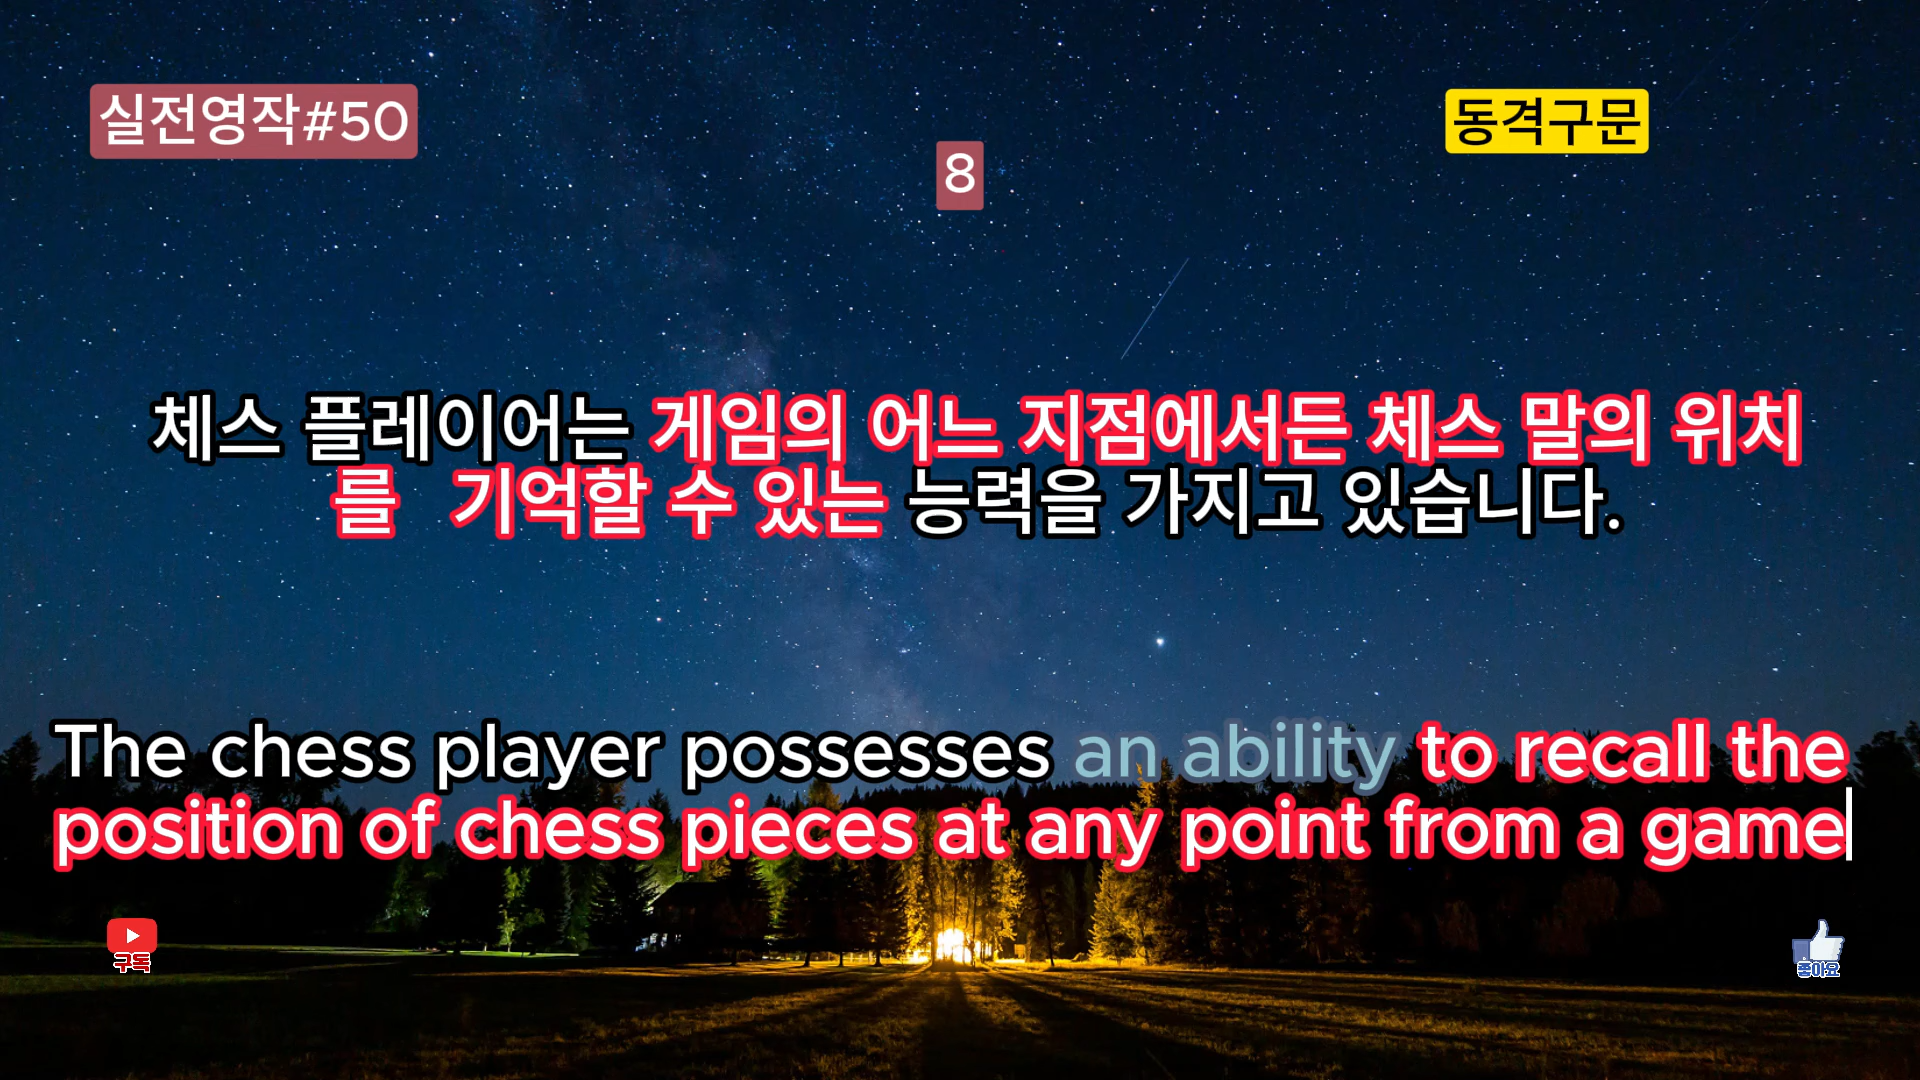 실전영작#50
동격구문
8
체스 플레이어는 게임의 어느 지점에서든 체스 말의 위치
를 기억할 수 있는 능력을 가지고 있습니다.
The chess player possesses an ability to recall the
position of chess pieces at any point from a game
구독
좋아요